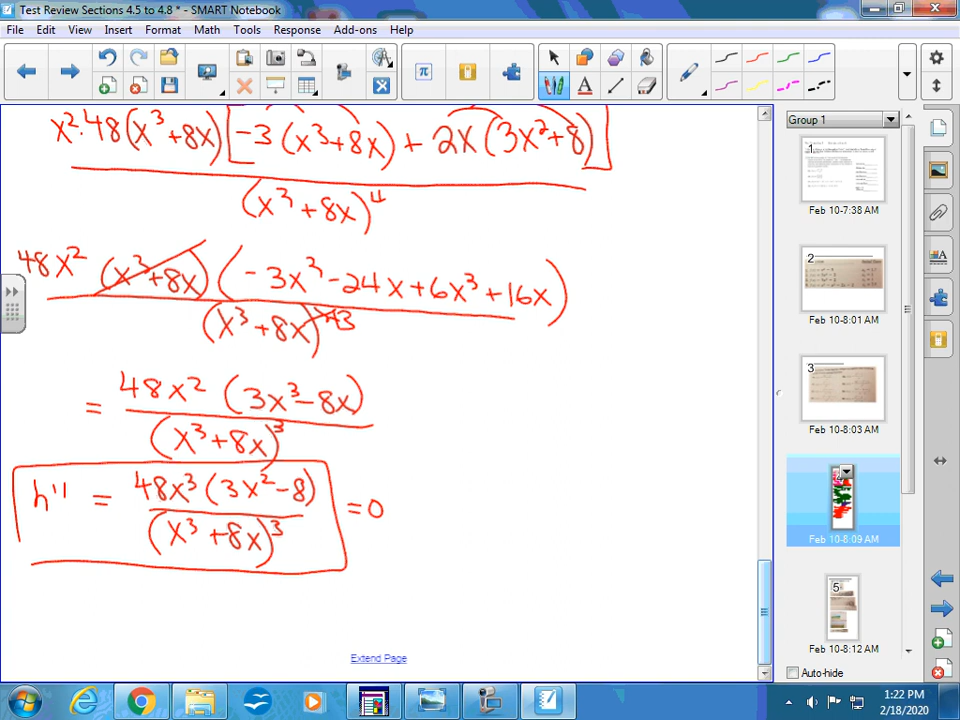 Test Review Sections 4.5 to 4.8 * - SMART Notebook
File Edit View Insert Format Math Tools Response Add-ons Help
x²·48(x³+8x)[-3(x³+8x) + 2x(3x²+8)]
(x³+8x)⁴
48x² (x³+8x) (-3x³-24x+6x³+16x)
(x³+8x)⁴3
= 48x² (3x³-8x)
(x³+8x)³
h'' = 48x³(3x²-8) = 0
(x³+8x)³
Extend Page
Group 1
1
Feb 10-7:38 AM
2
Feb 10-8:01 AM
3
Feb 10-8:03 AM
Feb 10-8:09 AM
5
Feb 10-8:12 AM
Auto-hide
1:22 PM
2/18/2020